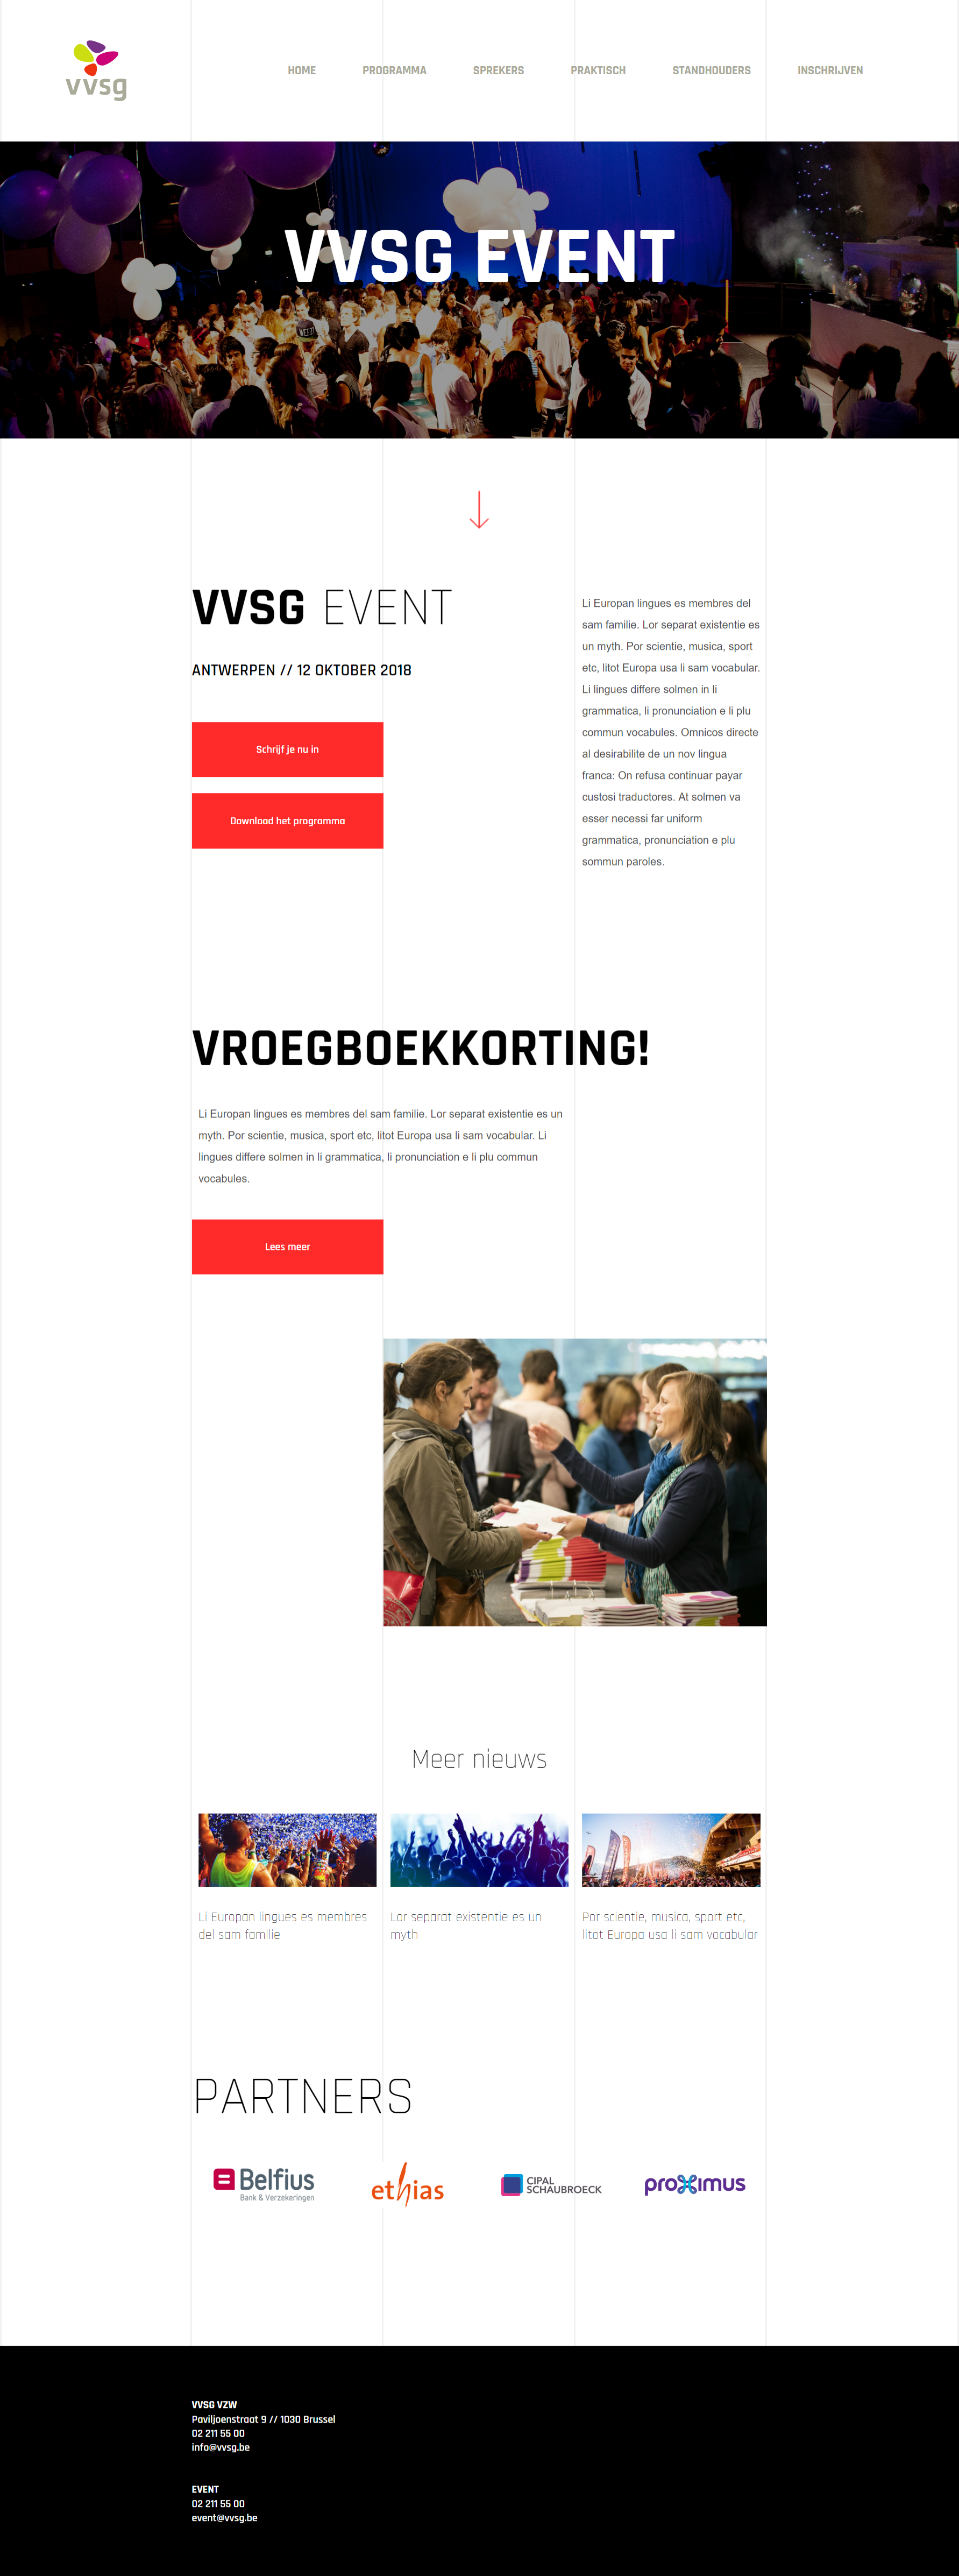 vvsg
HOME PROGRAMMA SPREKERS PRAKTISCH STANDHOUDERS INSCHRIJVEN
VVSG EVENT
VVSG EVENT
ANTWERPEN // 12 OKTOBER 2018
Schrijf je nu in
Download het programma
Li Europan lingues es membres del
sam familie. Lor separat existentie es
un myth. Por scientie, musica, sport
etc, litot Europa usa li sam vocabular.
Li lingues differe solmen in li
grammatica, li pronunciation e li plu
commun vocabules. Omnicos directe
al desirabilite de un nov lingua
franca: On refusa continuar payar
custosi traductores. At solmen va
esser necessi far uniform
grammatica, pronunciation e plu
sommun paroles.
VROEGBOEKKORTING!
Li Europan lingues es membres del sam familie. Lor separat existentie es un
myth. Por scientie, musica, sport etc, litot Europa usa li sam vocabular. Li
lingues differe solmen in li grammatica, li pronunciation e li plu commun
vocabules.
Lees meer
Meer nieuws
Li Europan lingues es membres
del sam familie
Lor separat existentie es un
myth
Por scientie, musica, sport etc,
litot Europa usa li sam vocabular
PARTNERS
Belfius
Bank & Verzekeringen
ethias
CIPAL
SCHAUBROECK
proximus
VVSG VZW
Paviljoenstraat 9 // 1030 Brussel
02 211 55 00
info@vvsg.be
EVENT
02 211 55 00
event@vvsg.be